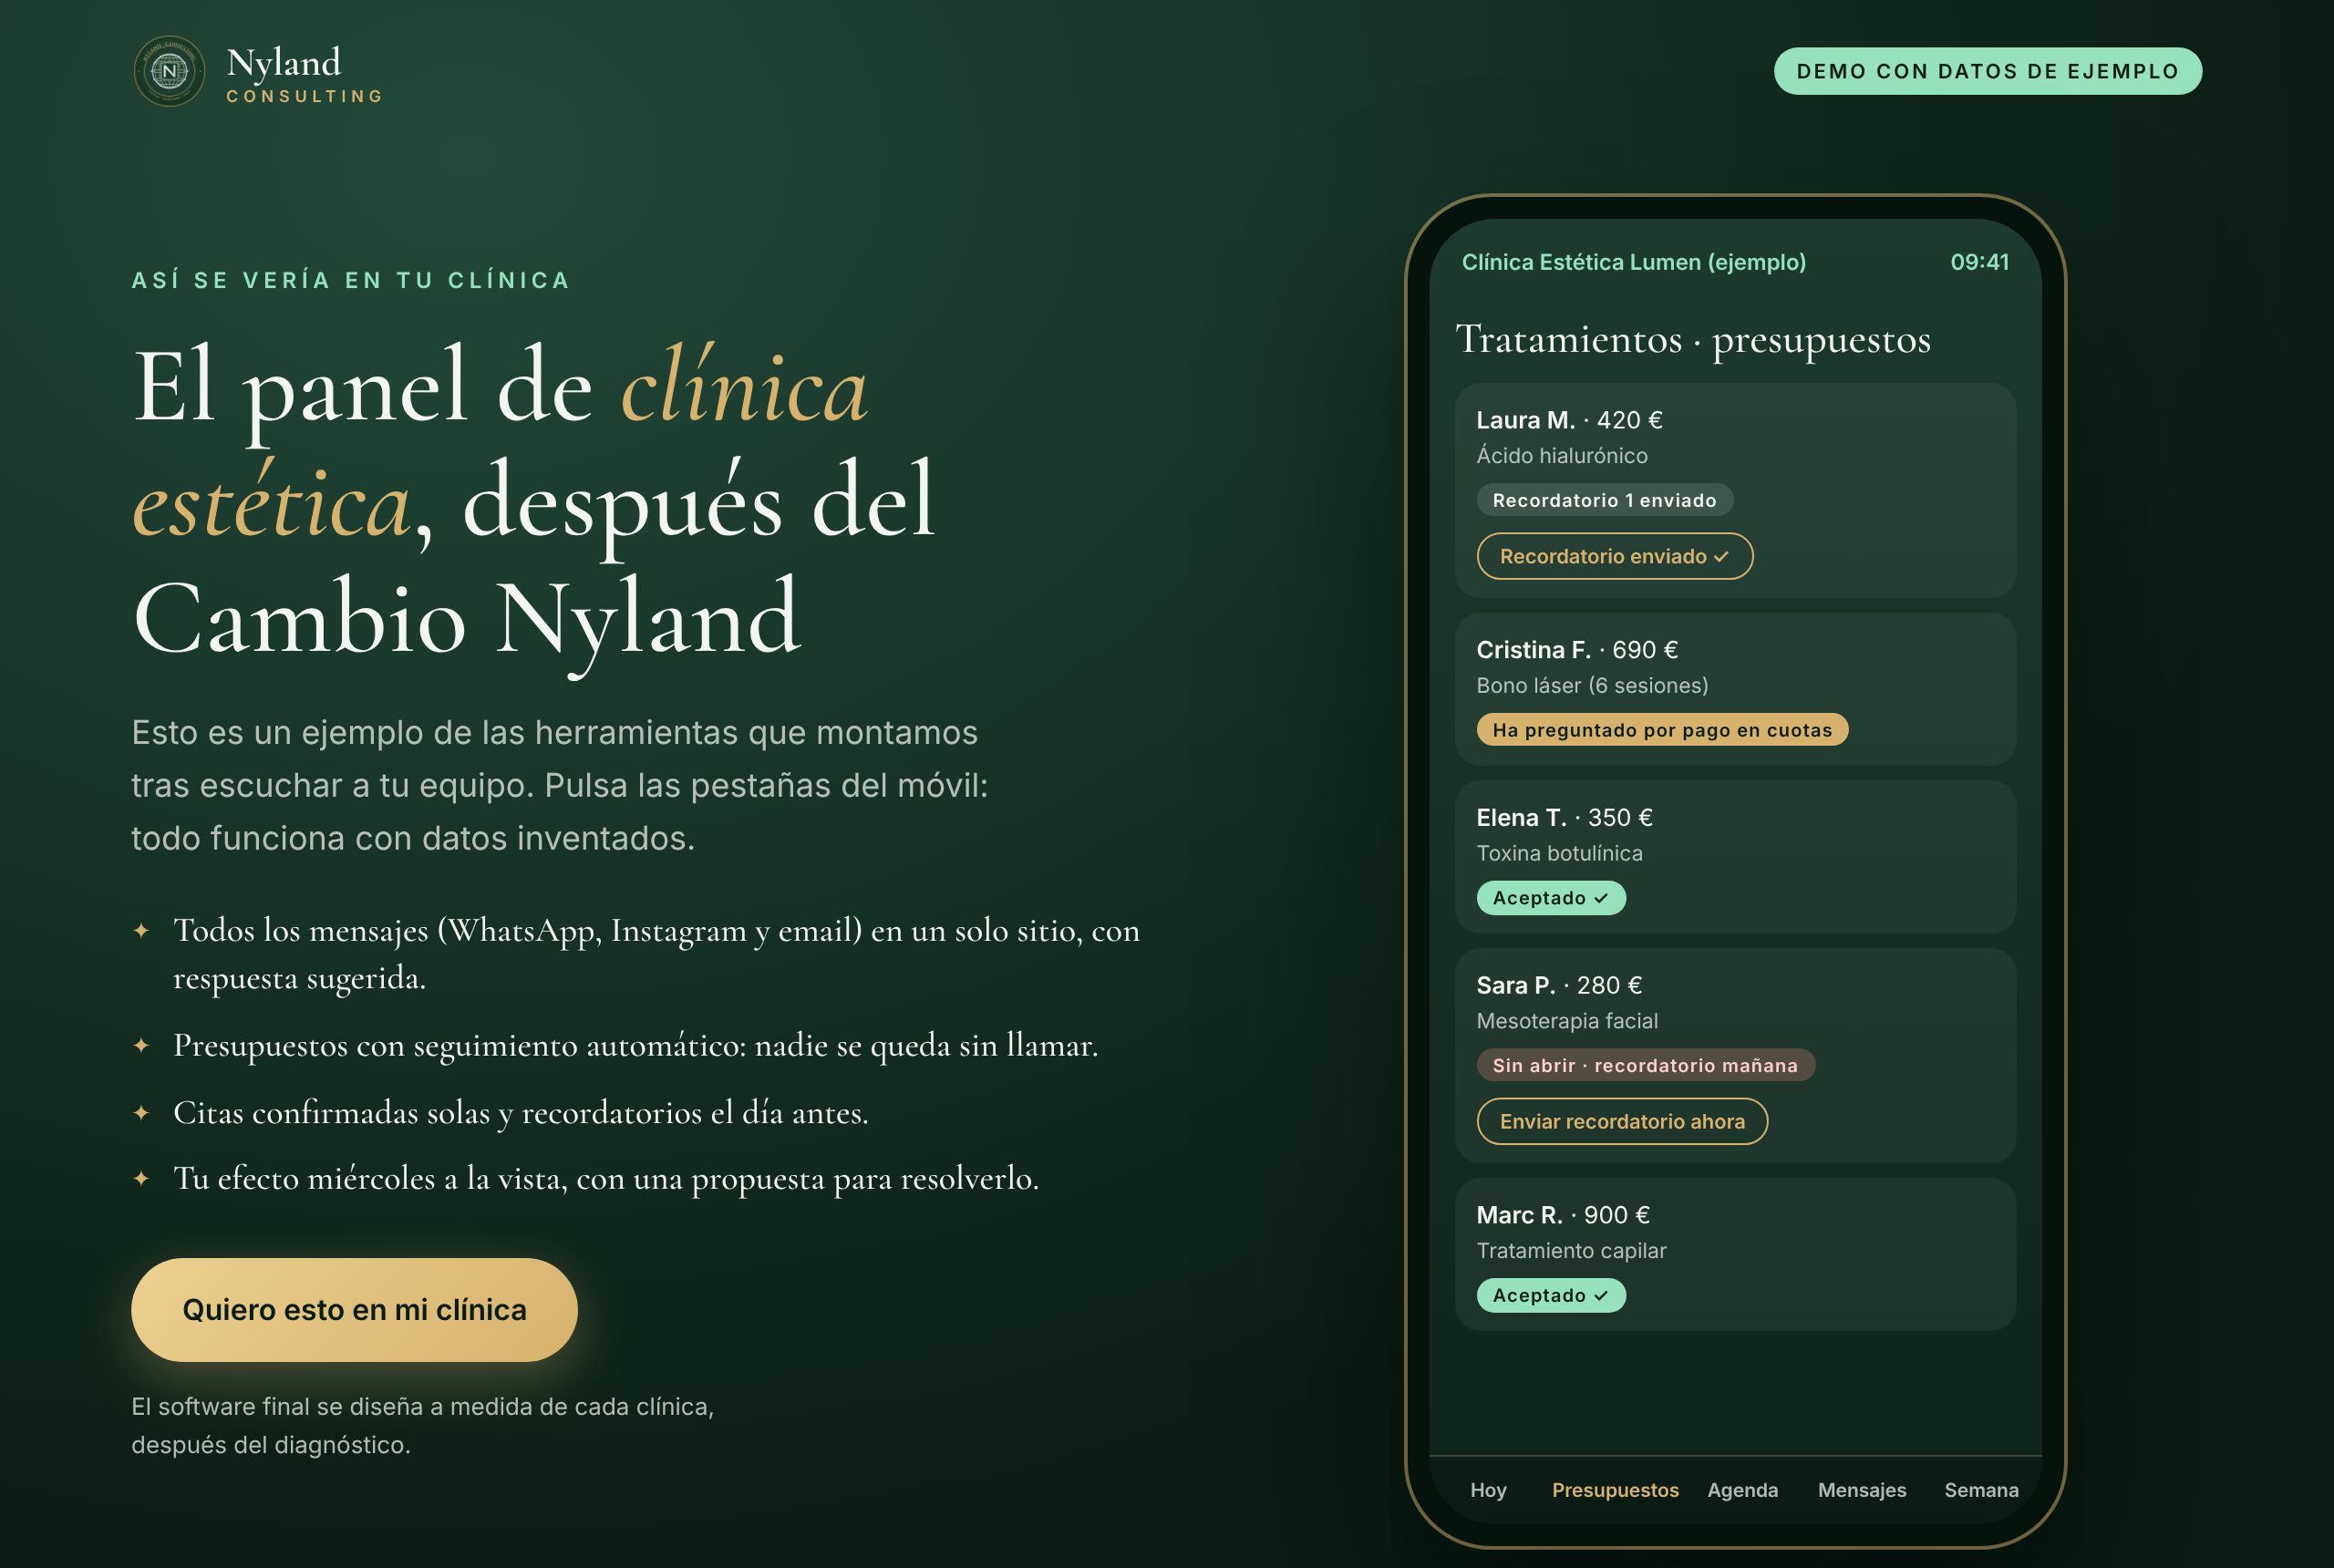 Nyland
CONSULTING
DEMO CON DATOS DE EJEMPLO
ASÍ SE VERÍA EN TU CLÍNICA
El panel de clínica
estética, después del
Cambio Nyland
Esto es un ejemplo de las herramientas que montamos
tras escuchar a tu equipo. Pulsa las pestañas del móvil:
todo funciona con datos inventados.
✦ Todos los mensajes (WhatsApp, Instagram y email) en un solo sitio, con
respuesta sugerida.
✦ Presupuestos con seguimiento automático: nadie se queda sin llamar.
✦ Citas confirmadas solas y recordatorios el día antes.
✦ Tu efecto miércoles a la vista, con una propuesta para resolverlo.
Quiero esto en mi clínica
El software final se diseña a medida de cada clínica,
después del diagnóstico.
Clínica Estética Lumen (ejemplo) 09:41
Tratamientos · presupuestos
Laura M. · 420 €
Ácido hialurónico
Recordatorio 1 enviado
Recordatorio enviado ✓
Cristina F. · 690 €
Bono láser (6 sesiones)
Ha preguntado por pago en cuotas
Elena T. · 350 €
Toxina botulínica
Aceptado ✓
Sara P. · 280 €
Mesoterapia facial
Sin abrir · recordatorio mañana
Enviar recordatorio ahora
Marc R. · 900 €
Tratamiento capilar
Aceptado ✓
Hoy Presupuestos Agenda Mensajes Semana